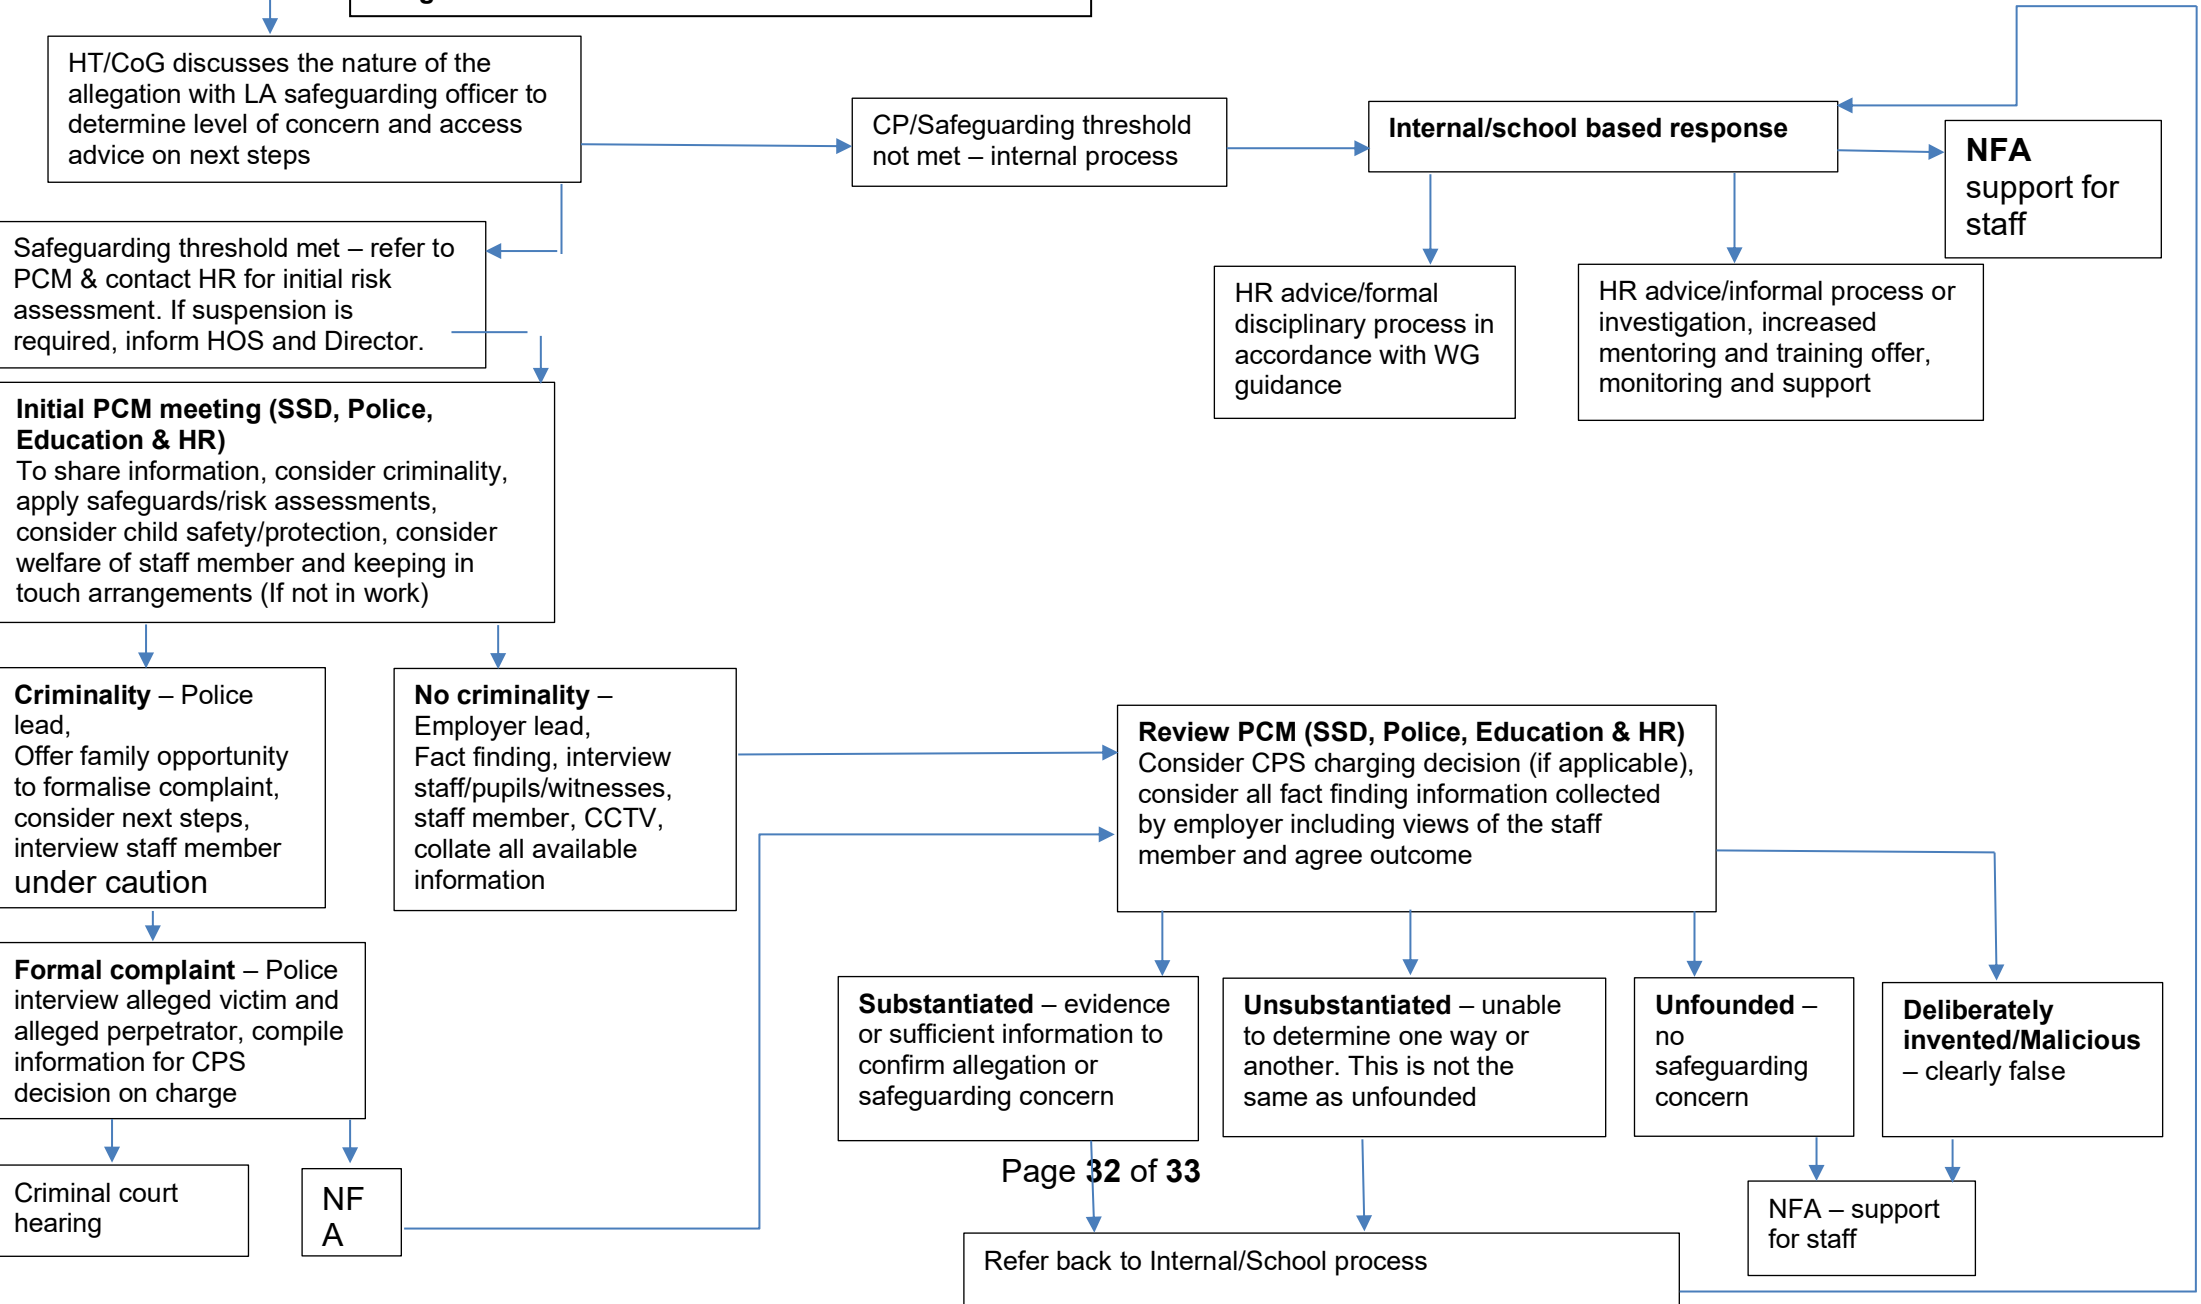 HT/CoG discusses the nature of the
allegation with LA safeguarding officer to
determine level of concern and access
advice on next steps
CP/Safeguarding threshold
not met – internal process
Internal/school based response
NFA
support for
staff
Safeguarding threshold met – refer to
PCM & contact HR for initial risk
assessment. If suspension is
required, inform HOS and Director.
HR advice/formal
disciplinary process in
accordance with WG
guidance
HR advice/informal process or
investigation, increased
mentoring and training offer,
monitoring and support
Initial PCM meeting (SSD, Police,
Education & HR)
To share information, consider criminality,
apply safeguards/risk assessments,
consider child safety/protection, consider
welfare of staff member and keeping in
touch arrangements (If not in work)
Criminality – Police
lead,
Offer family opportunity
to formalise complaint,
consider next steps,
interview staff member
under caution
No criminality –
Employer lead,
Fact finding, interview
staff/pupils/witnesses,
staff member, CCTV,
collate all available
information
Review PCM (SSD, Police, Education & HR)
Consider CPS charging decision (if applicable),
consider all fact finding information collected
by employer including views of the staff
member and agree outcome
Formal complaint – Police
interview alleged victim and
alleged perpetrator, compile
information for CPS
decision on charge
Substantiated – evidence
or sufficient information to
confirm allegation or
safeguarding concern
Unsubstantiated – unable
to determine one way or
another. This is not the
same as unfounded
Unfounded –
no
safeguarding
concern
Deliberately
invented/Malicious
– clearly false
Criminal court
hearing
NF
A
Page 32 of 33
NFA – support
for staff
Refer back to Internal/School process